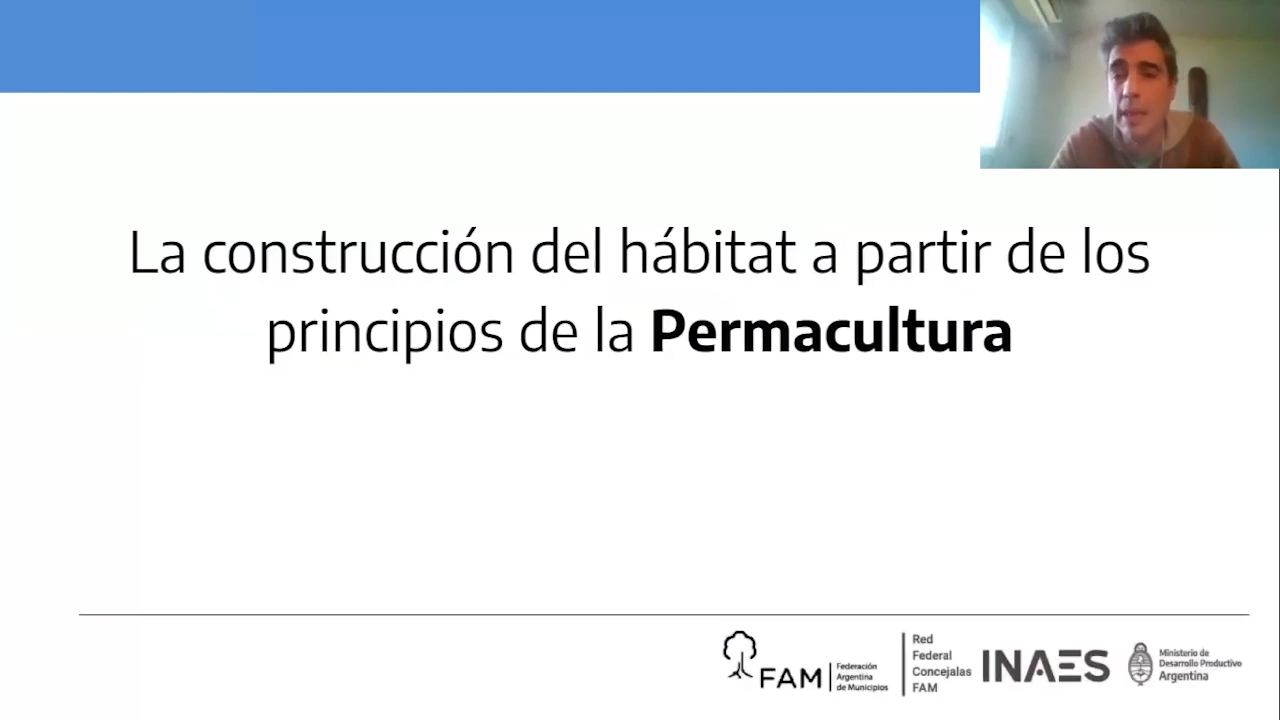 La construcción del hábitat a partir de los
principios de la Permacultura
FAM
Federación
Argentina
de Municipios
Red
Federal
Concejalas
FAM
INAES
Ministerio de
Desarrollo Productivo
Argentina